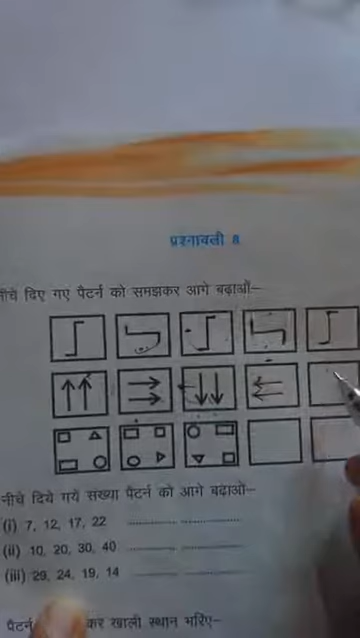 प्रश्नावली 8
नीचे दिए गए पैटर्न को समझकर आगे बढ़ाओ–
नीचे दिये गये संख्या पैटर्न को आगे बढ़ाओ–
(i) 7, 12, 17, 22
(ii) 10, 20, 30, 40
(iii) 29, 24, 19, 14
पैटर्न कर खाली स्थान भरिए–